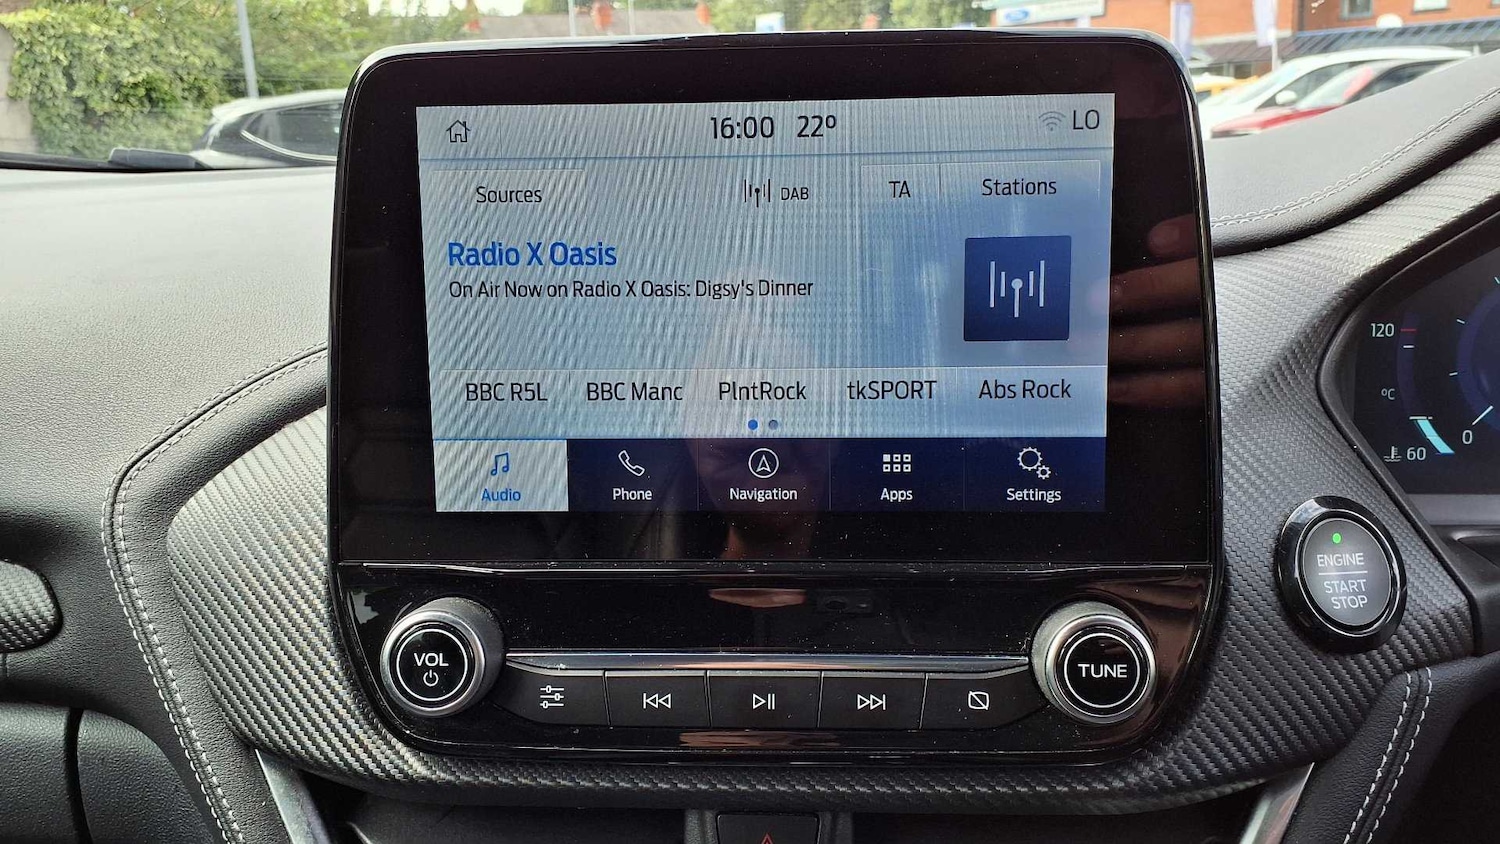 16:00 22º LO
Sources DAB TA Stations
Radio X Oasis
On Air Now on Radio X Oasis: Digsy's Dinner
BBC R5L BBC Manc PlntRock tkSPORT Abs Rock
Audio Phone Navigation Apps Settings
VOL
TUNE
ENGINE
START
STOP
120
ºC
60
0